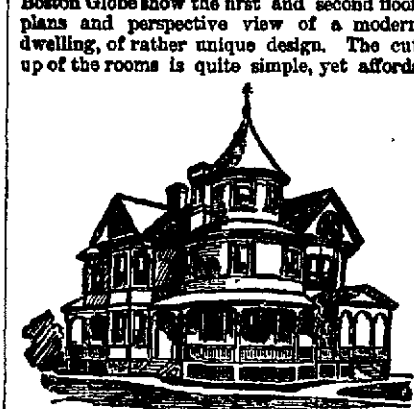 Boston Globe show the first and second floor
plans and perspective view of a modern
dwelling, of rather unique design. The cut
up of the rooms is quite simple, yet affords